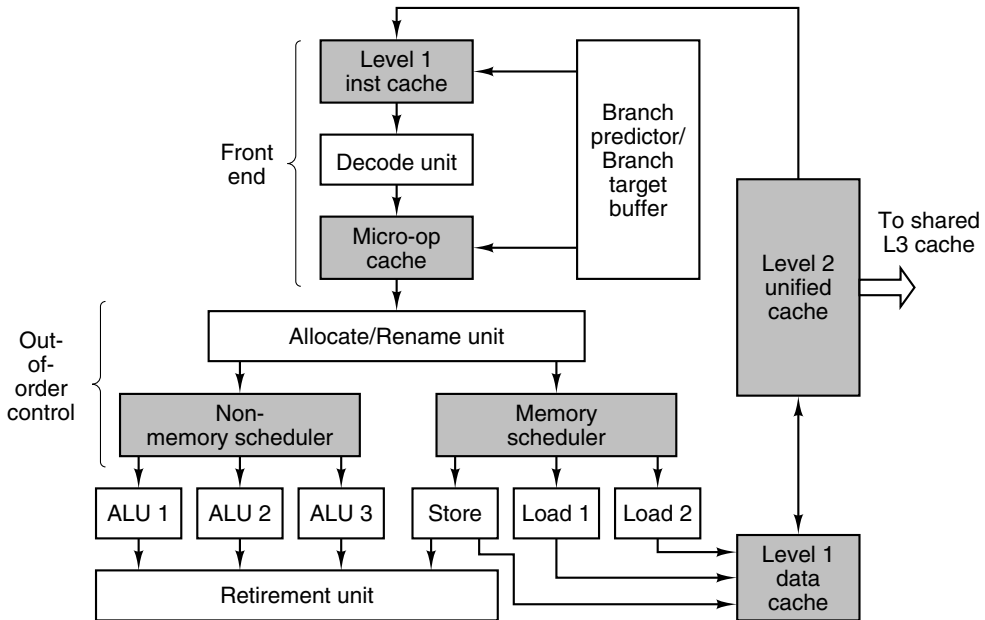 Level 1
inst cache
Branch
predictor/
Branch
target
buffer
Front
end
Decode unit
Micro-op
cache
Level 2
unified
cache
To shared
L3 cache
Allocate/Rename unit
Out-
of-
order
control
Non-
memory scheduler
Memory
scheduler
ALU 1
ALU 2
ALU 3
Store
Load 1
Load 2
Level 1
data
cache
Retirement unit